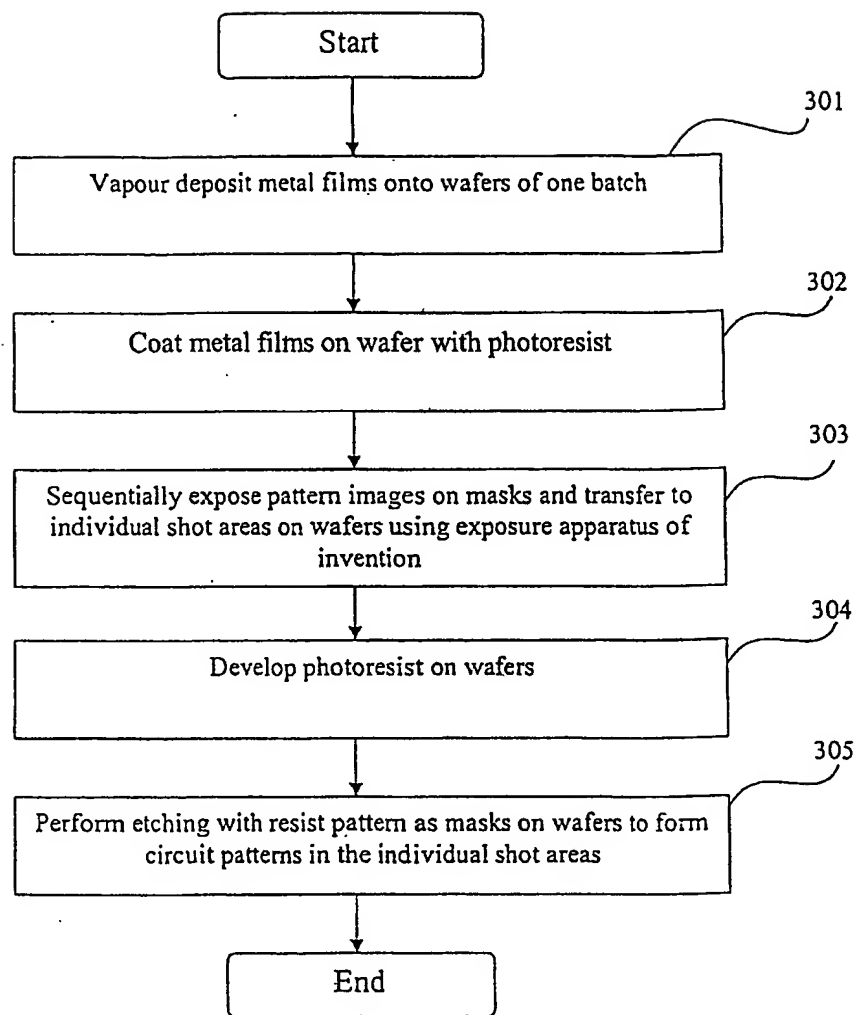 Start
301
Vapour deposit metal films onto wafers of one batch
302
Coat metal films on wafer with photoresist
303
Sequentially expose pattern images on masks and transfer to
individual shot areas on wafers using exposure apparatus of
invention
304
Develop photoresist on wafers
305
Perform etching with resist pattern as masks on wafers to form
circuit patterns in the individual shot areas
End